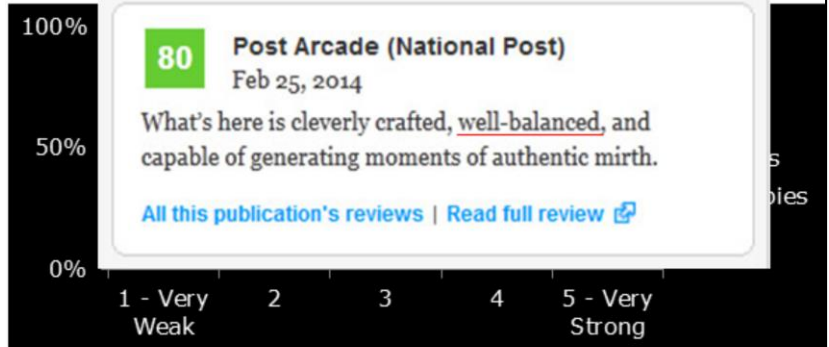 100%
80
Post Arcade (National Post)
Feb 25, 2014
What's here is cleverly crafted, well-balanced, and
50%
capable of generating moments of authentic mirth.
All this publication's reviews | Read full review
0%
1 - Very
Weak
2
3
4
5 - Very
Strong